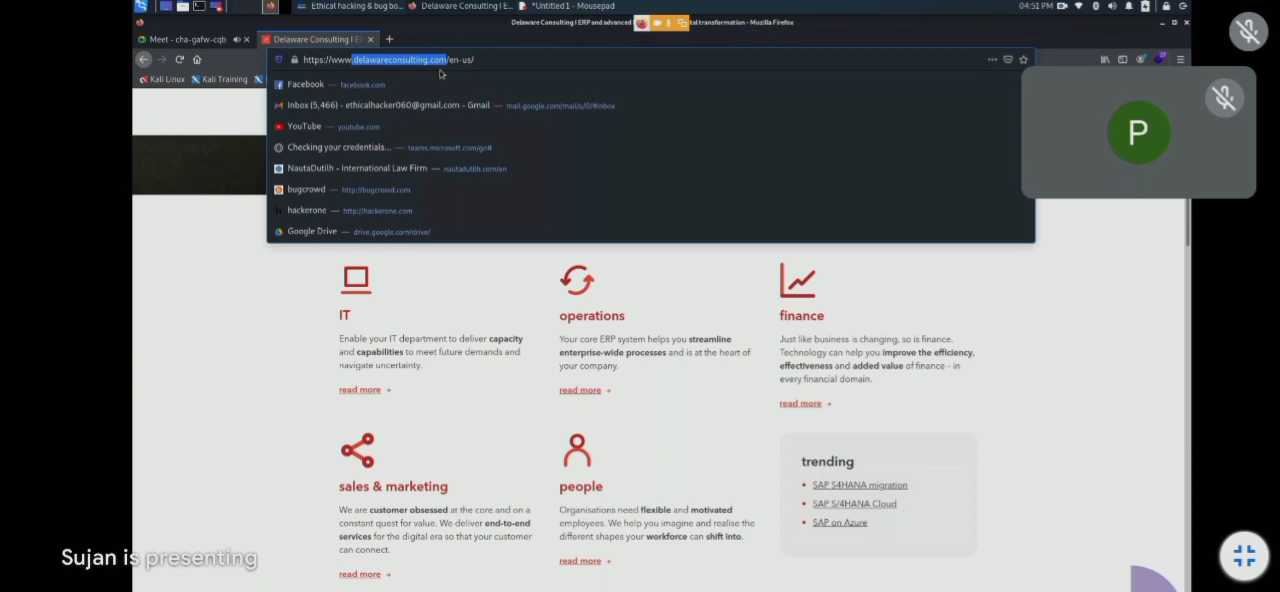 Ethical hacking & bug bo...
Delaware Consulting I E...
*Untitled 1 - Mousepad
04:51 PM
Delaware Consulting I ERP and advanced
tal transformation - Mozilla Firefox
Meet - cha-gafw-cqb
Delaware Consulting I E
https://www.delawareconsulting.com/en-us/
Kali Linux
Kali Training
Facebook — facebook.com
Inbox (5,466) - ethicalhacker060@gmail.com - Gmail — mail.google.com/mail/u/0/#inbox
YouTube — youtube.com
Checking your credentials... — teams.microsoft.com/go#
NautaDutilh - International Law Firm — nautadutilh.com/en
bugcrowd — http://bugcrowd.com
hackerone — http://hackerone.com
Google Drive — drive.google.com/drive/
P
IT
Enable your IT department to deliver capacity
and capabilities to meet future demands and
navigate uncertainty.
read more →
operations
Your core ERP system helps you streamline
enterprise-wide processes and is at the heart of
your company.
read more →
finance
Just like business is changing, so is finance.
Technology can help you improve the efficiency,
effectiveness and added value of finance - in
every financial domain.
read more →
sales & marketing
We are customer obsessed at the core and on a
constant quest for value. We deliver end-to-end
services for the digital era so that your customer
can connect.
read more →
people
Organisations need flexible and motivated
employees. We help you imagine and realise the
different shapes your workforce can shift into.
read more →
trending
• SAP S4HANA migration
• SAP S/4HANA Cloud
• SAP on Azure
Sujan is presenting